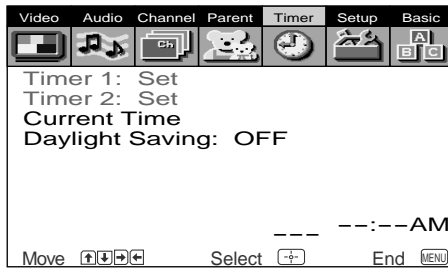 Video Audio Channel Parent Timer Setup Basic
Ch A B C
Timer 1: Set
Timer 2: Set
Current Time
Daylight Saving: OFF
___ --:--AM
Move Select End MENU